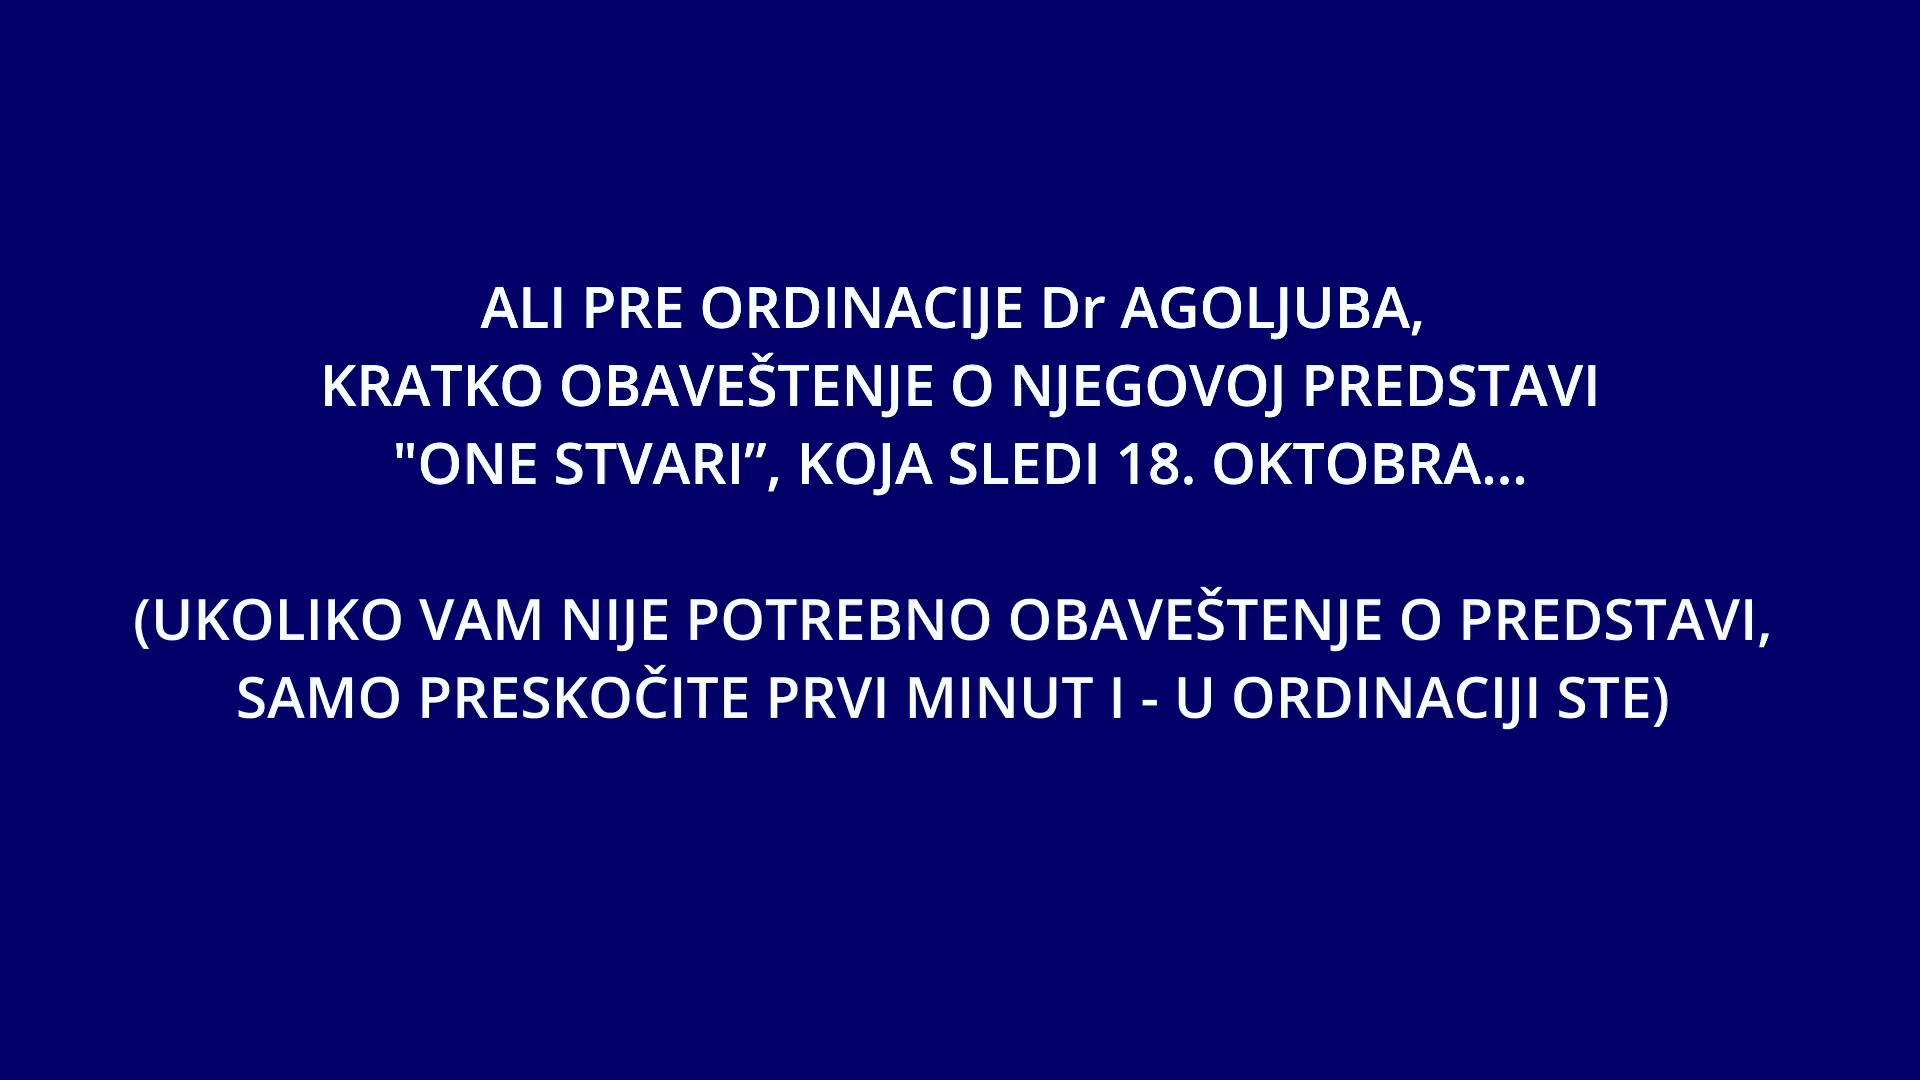 ALI PRE ORDINACIJE Dr AGOLJUBA,
KRATKO OBAVEŠTENJE O NJEGOVOJ PREDSTAVI
"ONE STVARI”, KOJA SLEDI 18. OKTOBRA...
(UKOLIKO VAM NIJE POTREBNO OBAVEŠTENJE O PREDSTAVI,
SAMO PRESKOČITE PRVI MINUT I - U ORDINACIJI STE)